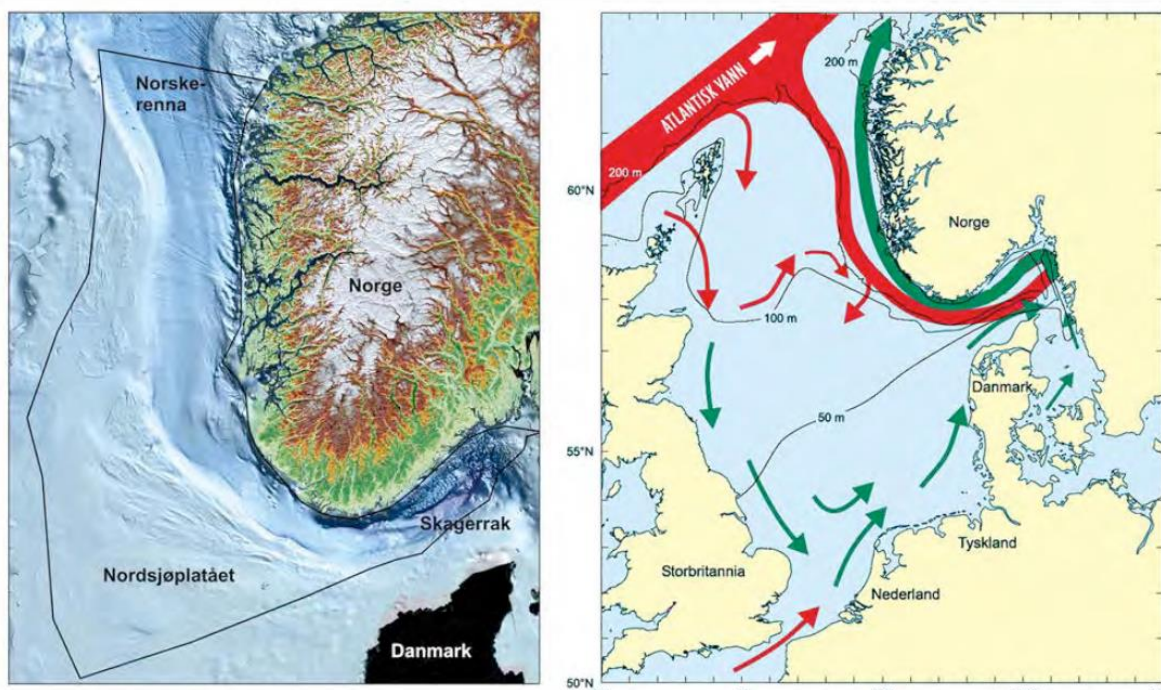 Norske-
renna
Norge
Skagerrak
Nordsjøplatået
Danmark
ATLANTISK VANN
200 m
200 m
60°N
Norge
100 m
Danmark
50 m
55°N
Tyskland
Storbritannia
Nederland
50°N